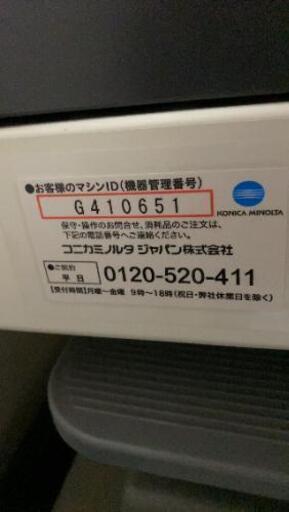 ●お客様のマシンID(機器管理番号)
G410651
KONICA MINOLTA
保守・操作のお問合せ、消耗品のご注文は、
下記の電話番号へご連絡ください。
コニカミノルタ ジャパン株式会社
●ご契約
平日
0120-520-411
【受付時間】月曜~金曜 9時~18時(祝日・弊社休業日を除く)